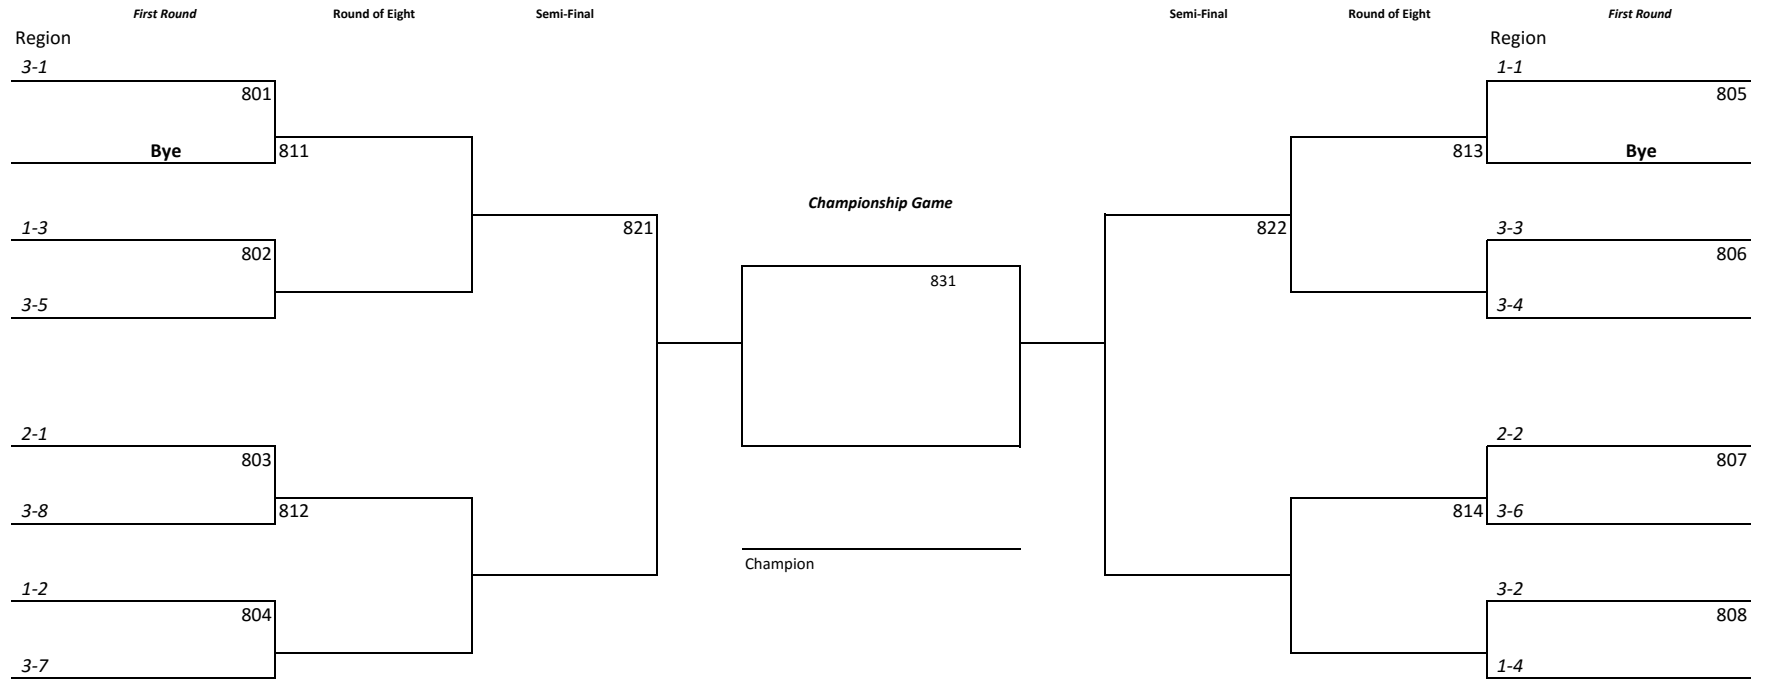 First Round Round of Eight Semi-Final Semi-Final Round of Eight First Round
Region Region
3-1 1-1
801 805
Bye 811 813 Bye
Championship Game
1-3 821 822 3-3
802 806
831
3-5 3-4
2-1 2-2
803 807
3-8 812 814 3-6
Champion
1-2 3-2
804 808
3-7 1-4